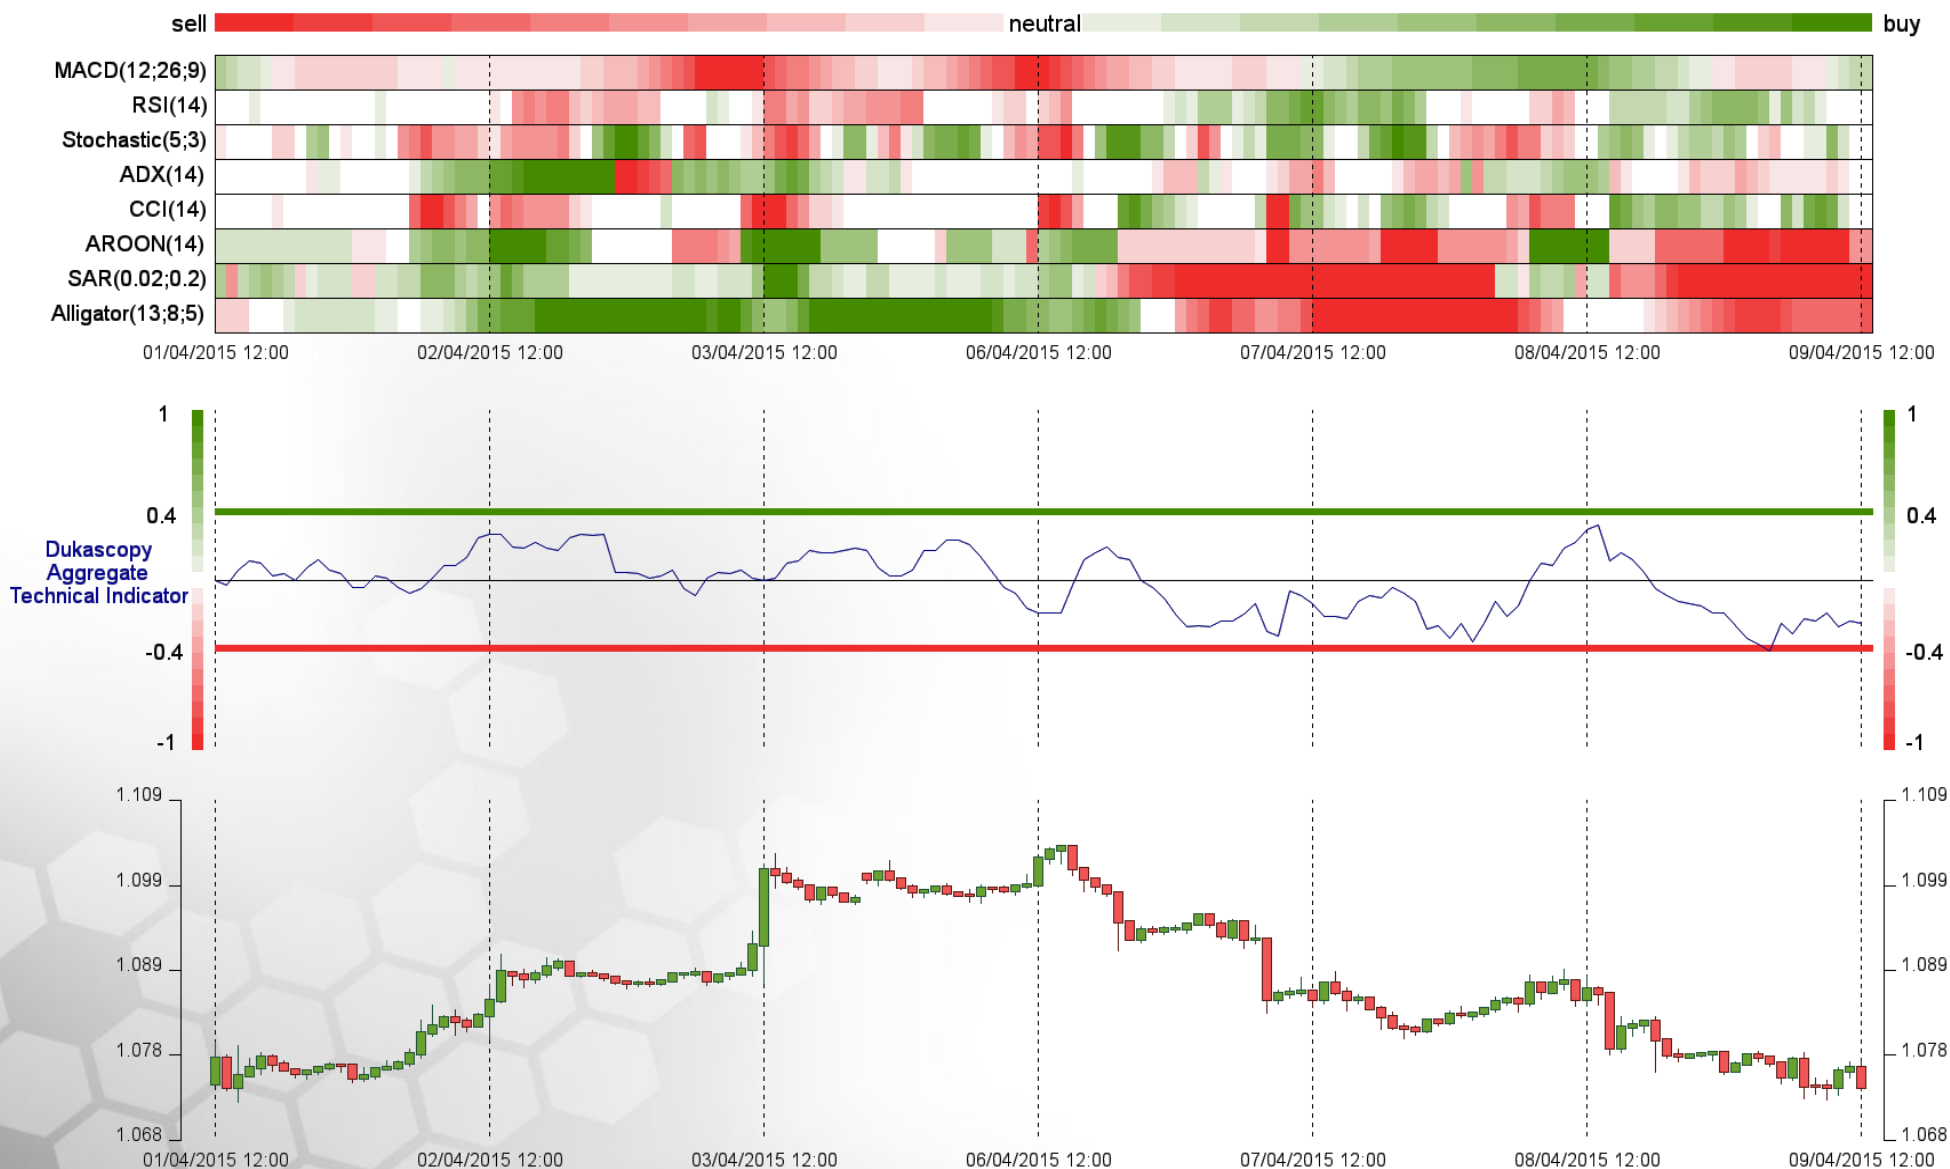 sell neutral buy
MACD(12;26;9)
RSI(14)
Stochastic(5;3)
ADX(14)
CCI(14)
AROON(14)
SAR(0.02;0.2)
Alligator(13;8;5)
01/04/2015 12:00 02/04/2015 12:00 03/04/2015 12:00 06/04/2015 12:00 07/04/2015 12:00 08/04/2015 12:00 09/04/2015 12:00
1 1
0.4 0.4
Dukascopy
Aggregate
Technical Indicator
-0.4 -0.4
-1 -1
1.109 1.109
1.099 1.099
1.089 1.089
1.078 1.078
1.068 1.068
01/04/2015 12:00 02/04/2015 12:00 03/04/2015 12:00 06/04/2015 12:00 07/04/2015 12:00 08/04/2015 12:00 09/04/2015 12:00